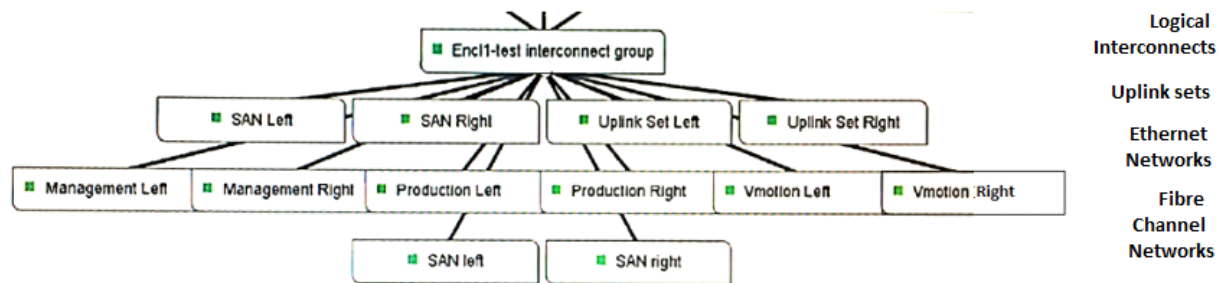 Encl1-test interconnect group
Logical
Interconnects
SAN Left
SAN Right
Uplink Set Left
Uplink Set Right
Uplink sets
Management Left
Management Right
Production Left
Production Right
Vmotion Left
Vmotion Right
Ethernet
Networks
SAN left
SAN right
Fibre
Channel
Networks